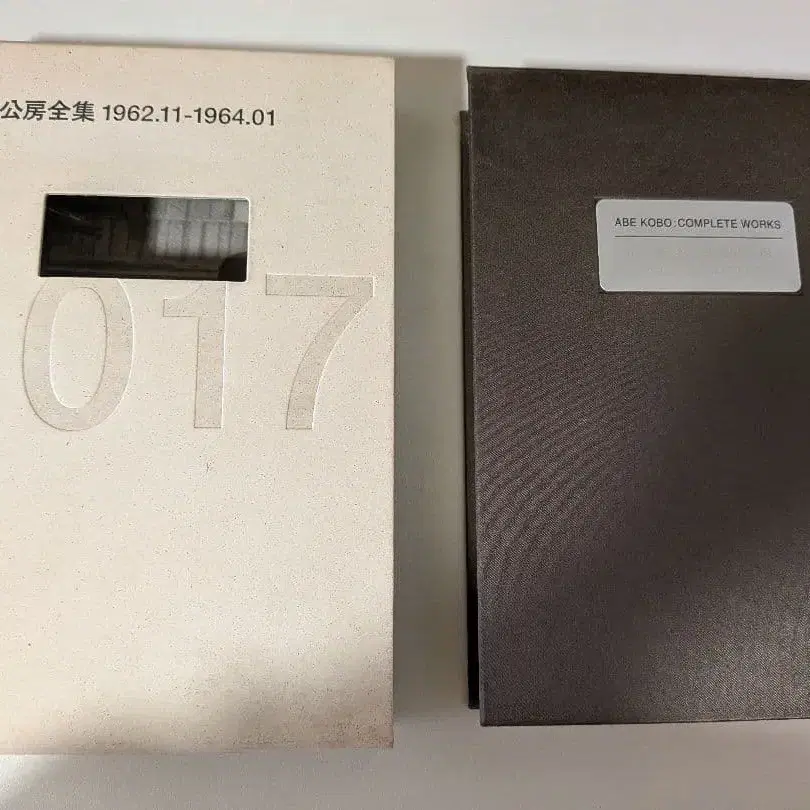 公房全集 1962.11-1964.01
017
ABE KOBO:COMPLETE WORKS